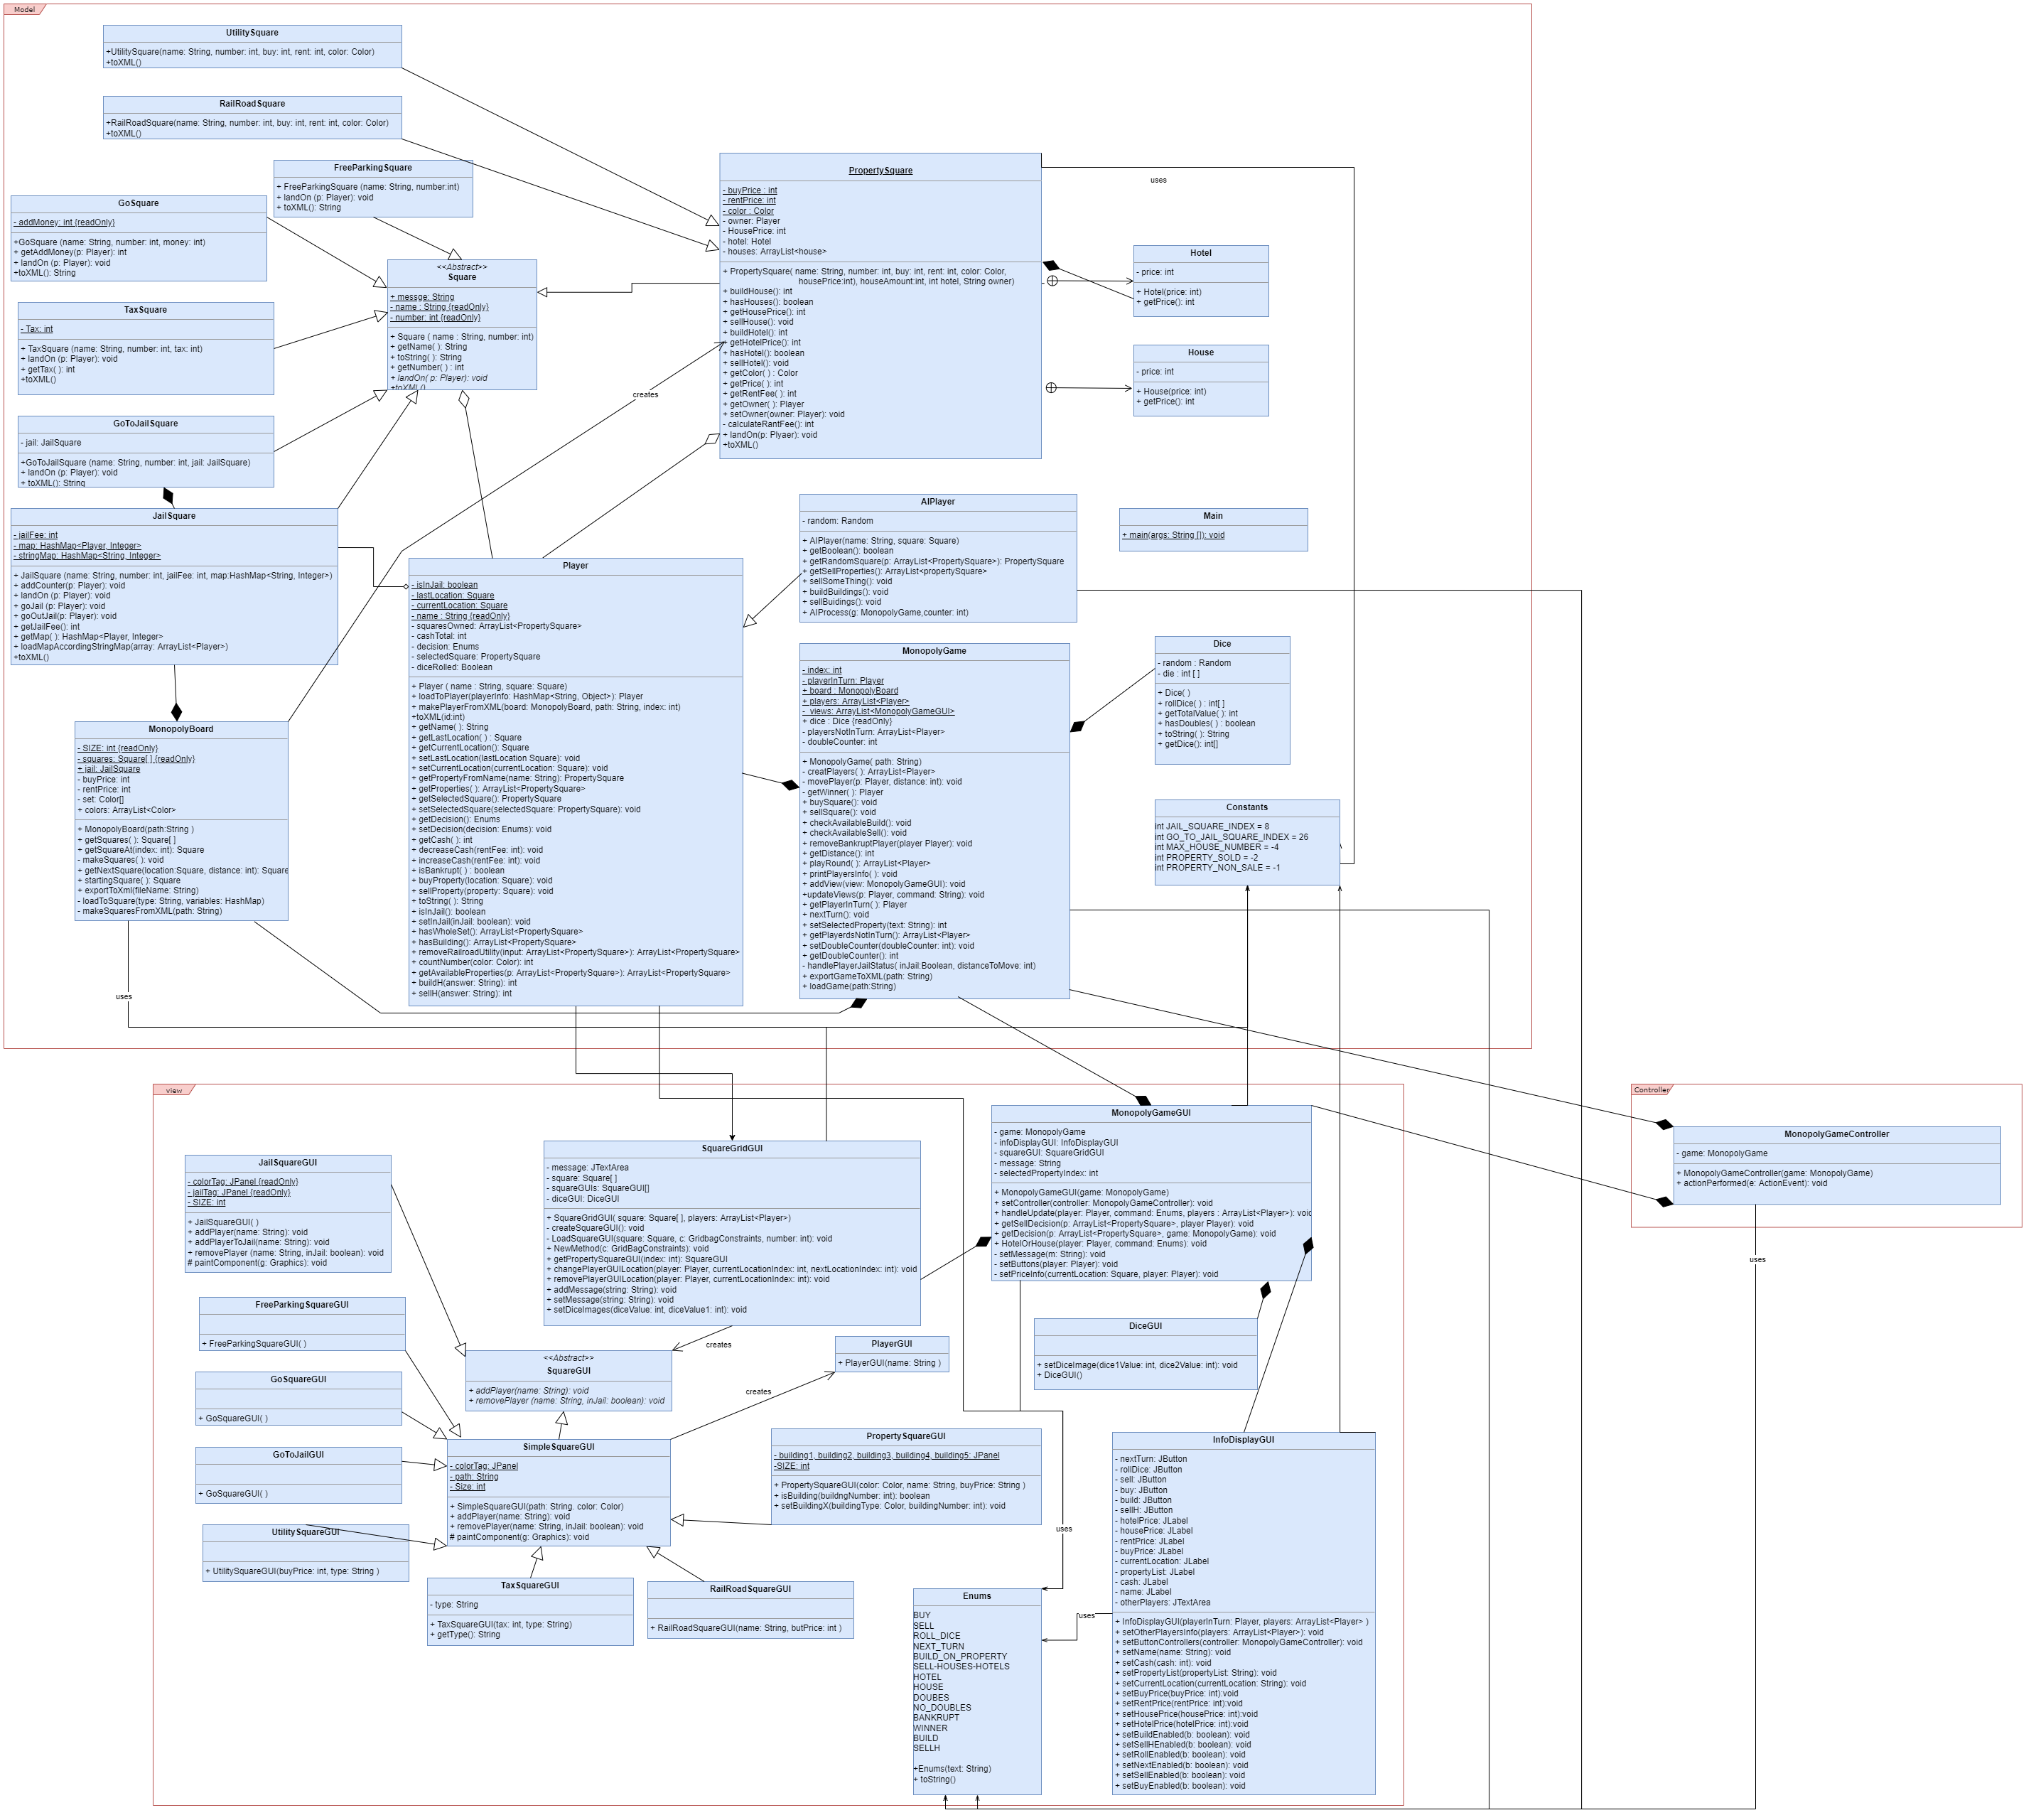 Model
UtilitySquare
+UtilitySquare(name: String, number: int, buy: int, rent: int, color: Color)
+toXML()
RailRoadSquare
+RailRoadSquare(name: String, number: int, buy: int, rent: int, color: Color)
+toXML()
FreeParkingSquare
+ FreeParkingSquare (name: String, number:int)
+ landOn (p: Player): void
+ toXML(): String
GoSquare
- addMoney: int {readOnly}
+GoSquare (name: String, number: int, money: int)
+ getAddMoney(p: Player): int
+ landOn (p: Player): void
+toXML(): String
<<Abstract>>
Square
+ messge: String
- name : String {readOnly}
- number: int {readOnly}
+ Square ( name : String, number: int)
+ getName( ): String
+ toString( ): String
+ getNumber( ) : int
+ landOn( p: Player): void
+toXML()
TaxSquare
- Tax: int
+ TaxSquare (name: String, number: int, tax: int)
+ landOn (p: Player): void
+ getTax( ): int
+toXML()
GoToJailSquare
- jail: JailSquare
+GoToJailSquare (name: String, number: int, jail: JailSquare)
+ landOn (p: Player): void
+ toXML(): String
PropertySquare
- buyPrice : int
- rentPrice: int
- color : Color
- owner: Player
- HousePrice: int
- hotel: Hotel
- houses: ArrayList<house>
+ PropertySquare( name: String, number: int, buy: int, rent: int, color: Color,
housePrice:int), houseAmount:int, int hotel, String owner)
+ buildHouse(): int
+ hasHouses(): boolean
+ getHousePrice(): int
+ sellHouse(): void
+ buildHotel(): int
+ getHotelPrice(): int
+ hasHotel(): boolean
+ sellHotel(): void
+ getColor( ) : Color
+ getPrice( ): int
+ getRentFee( ): int
+ getOwner( ): Player
+ setOwner(owner: Player): void
- calculateRantFee(): int
+ landOn(p: Plyaer): void
+toXML()
uses
Hotel
- price: int
+ Hotel(price: int)
+ getPrice(): int
House
- price: int
+ House(price: int)
+ getPrice(): int
creates
JailSquare
- jailFee: int
- map: HashMap<Player, Integer>
- stringMap: HashMap<String, Integer>
+ JailSquare (name: String, number: int, jailFee: int, map:HashMap<String, Integer>)
+ addCounter(p: Player): void
+ landOn (p: Player): void
+ goJail (p: Player): void
+ goOutJail(p: Player): void
+ getJailFee(): int
+ getMap( ): HashMap<Player, Integer>
+ loadMapAccordingStringMap(array: ArrayList<Player>)
+toXML()
MonopolyBoard
- SIZE: int {readOnly}
- squares: Square[ ] {readOnly}
+ jail: JailSquare
- buyPrice: int
- rentPrice: int
- set: Color[]
+ colors: ArrayList<Color>
+ MonopolyBoard(path:String )
+ getSquares( ): Square[ ]
+ getSquareAt(index: int): Square
- makeSquares( ): void
+ getNextSquare(location:Square, distance: int): Square
+ startingSquare( ): Square
+ exportToXml(fileName: String)
- loadToSquare(type: String, variables: HashMap)
- makeSquaresFromXML(path: String)
uses
Player
- isInJail: boolean
- lastLocation: Square
- currentLocation: Square
- name : String {readOnly}
- squaresOwned: ArrayList<PropertySquare>
- cashTotal: int
- decision: Enums
- selectedSquare: PropertySquare
- diceRolled: Boolean
+ Player ( name : String, square: Square)
+ loadToPlayer(playerInfo: HashMap<String, Object>): Player
+ makePlayerFromXML(board: MonopolyBoard, path: String, index: int)
+toXML(id:int)
+ getName( ): String
+ getLastLocation( ) : Square
+ getCurrentLocation(): Square
+ setLastLocation(lastLocation Square): void
+ setCurrentLocation(currentLocation: Square): void
+ getPropertyFromName(name: String): PropertySquare
+ getProperties( ): ArrayList<PropertySquare>
+ getSelectedSquare(): PropertySquare
+ setSelectedSquare(selectedSquare: PropertySquare): void
+ getDecision(): Enums
+ setDecision(decision: Enums): void
+ getCash( ): int
+ decreaseCash(rentFee: int): void
+ increaseCash(rentFee: int): void
+ isBankrupt( ) : boolean
+ buyProperty(location: Square): void
+ sellProperty(property: Square): void
+ toString( ): String
+ isInJail(): boolean
+ setInJail(inJail: boolean): void
+ hasWholeSet(): ArrayList<PropertySquare>
+ hasBuilding(): ArrayList<PropertySquare>
+ removeRailroadUtility(input: ArrayList<PropertySquare>): ArrayList<PropertySquare>
+ countNumber(color: Color): int
+ getAvailableProperties(p: ArrayList<PropertySquare>): ArrayList<PropertySquare>
+ buildH(answer: String): int
+ sellH(answer: String): int
AIPlayer
- random: Random
+ AIPlayer(name: String, square: Square)
+ getBoolean(): boolean
+ getRandomSquare(p: ArrayList<PropertySquare>): PropertySquare
+ getSellProperties(): ArrayList<propertySquare>
+ sellSomeThing(): void
+ buildBuildings(): void
+ sellBuidings(): void
+ AIProcess(g: MonopolyGame,counter: int)
Main
+ main(args: String []): void
MonopolyGame
- index: int
- playerInTurn: Player
+ board : MonopolyBoard
+ players: ArrayList<Player>
- views: ArrayList<MonopolyGameGUI>
+ dice : Dice {readOnly}
- playersNotInTurn: ArrayList<Player>
- doubleCounter: int
+ MonopolyGame( path: String)
- creatPlayers( ): ArrayList<Player>
- movePlayer(p: Player, distance: int): void
- getWinner( ): Player
+ buySquare(): void
+ sellSquare(): void
+ checkAvailableBuild(): void
+ checkAvailableSell(): void
+ removeBankruptPlayer(player Player): void
+ getDistance(): int
+ playRound( ): ArrayList<Player>
+ printPlayersInfo( ): void
+ addView(view: MonopolyGameGUI): void
+updateViews(p: Player, command: String): void
+ getPlayerInTurn( ): Player
+ nextTurn(): void
+ setSelectedProperty(text: String): int
+ getPlayerdsNotInTurn(): ArrayList<Player>
+ setDoubleCounter(doubleCounter: int): void
+ getDoubleCounter(): int
- handlePlayerJailStatus( inJail:Boolean, distanceToMove: int)
+ exportGameToXML(path: String)
+ loadGame(path:String)
Dice
- random : Random
- die : int [ ]
+ Dice( )
+ rollDice( ) : int[ ]
+ getTotalValue( ): int
+ hasDoubles( ) : boolean
+ toString( ): String
+ getDice(): int[]
Constants
int JAIL_SQUARE_INDEX = 8
int GO_TO_JAIL_SQUARE_INDEX = 26
int MAX_HOUSE_NUMBER = -4
int PROPERTY_SOLD = -2
int PROPERTY_NON_SALE = -1
view
JailSquareGUI
- colorTag: JPanel {readOnly}
- jailTag: JPanel {readOnly}
- SIZE: int
+ JailSquareGUI( )
+ addPlayer(name: String): void
+ addPlayerToJail(name: String): void
+ removePlayer (name: String, inJail: boolean): void
# paintComponent(g: Graphics): void
FreeParkingSquareGUI
+ FreeParkingSquareGUI( )
GoSquareGUI
+ GoSquareGUI( )
GoToJailGUI
+ GoSquareGUI( )
UtilitySquareGUI
+ UtilitySquareGUI(buyPrice: int, type: String )
SquareGridGUI
- message: JTextArea
- square: Square[ ]
- squareGUIs: SquareGUI[]
- diceGUI: DiceGUI
+ SquareGridGUI( square: Square[ ], players: ArrayList<Player>)
- createSquareGUI(): void
- LoadSquareGUI(square: Square, c: GridbagConstraints, number: int): void
+ NewMethod(c: GridBagConstraints): void
+ getPropertySquareGUI(index: int): SquareGUI
+ changePlayerGUILocation(player: Player, currentLocationIndex: int, nextLocationIndex: int): void
+ removePlayerGUILocation(player: Player, currentLocationIndex: int): void
+ addMessage(string: String): void
+ setMessage(string: String): void
+ setDiceImages(diceValue: int, diceValue1: int): void
creates
<<Abstract>>
SquareGUI
+ addPlayer(name: String): void
+ removePlayer (name: String, inJail: boolean): void
PlayerGUI
+ PlayerGUI(name: String )
creates
SimpleSquareGUI
- colorTag: JPanel
- path: String
- Size: int
+ SimpleSquareGUI(path: String. color: Color)
+ addPlayer(name: String): void
+ removePlayer(name: String, inJail: boolean): void
# paintComponent(g: Graphics): void
PropertySquareGUI
- building1, building2, building3, building4, building5: JPanel
-SIZE: int
+ PropertySquareGUI(color: Color, name: String, buyPrice: String )
+ isBuilding(buildngNumber: int): boolean
+ setBuildingX(buildingType: Color, buildingNumber: int): void
TaxSquareGUI
- type: String
+ TaxSquareGUI(tax: int, type: String)
+ getType(): String
RailRoadSquareGUI
+ RailRoadSquareGUI(name: String, butPrice: int )
MonopolyGameGUI
- game: MonopolyGame
- infoDisplayGUI: InfoDisplayGUI
- squareGUI: SquareGridGUI
- message: String
- selectedPropertyIndex: int
+ MonopolyGameGUI(game: MonopolyGame)
+ setController(controller: MonopolyGameController): void
+ handleUpdate(player: Player, command: Enums, players : ArrayList<Player>): void
+ getSellDecision(p: ArrayList<PropertySquare>, player Player): void
+ getDecision(p: ArrayList<PropertySquare>, game: MonopolyGame): void
+ HotelOrHouse(player: Player, command: Enums): void
- setMessage(m: String): void
- setButtons(player: Player): void
- setPriceInfo(currentLocation: Square, player: Player): void
DiceGUI
+ setDiceImage(dice1Value: int, dice2Value: int): void
+ DiceGUI()
uses
Enums
BUY
SELL
ROLL_DICE
NEXT_TURN
BUILD_ON_PROPERTY
SELL-HOUSES-HOTELS
HOTEL
HOUSE
DOUBES
NO_DOUBLES
BANKRUPT
WINNER
BUILD
SELLH
+Enums(text: String)
+ toString()
uses
InfoDisplayGUI
- nextTurn: JButton
- rollDice: JButton
- sell: JButton
- buy: JButton
- build: JButton
- sellH: JButton
- hotelPrice: JLabel
- housePrice: JLabel
- rentPrice: JLabel
- buyPrice: JLabel
- currentLocation: JLabel
- propertyList: JLabel
- cash: JLabel
- name: JLabel
- otherPlayers: JTextArea
+ InfoDisplayGUI(playerInTurn: Player, players: ArrayList<Player> )
+ setOtherPlayersInfo(players: ArrayList<Player>): void
+ setButtonControllers(controller: MonopolyGameController): void
+ setName(name: String): void
+ setCash(cash: int): void
+ setPropertyList(propertyList: String): void
+ setCurrentLocation(currentLocation: String): void
+ setBuyPrice(buyPrice: int):void
+ setRentPrice(rentPrice: int):void
+ setHousePrice(housePrice: int):void
+ setHotelPrice(hotelPrice: int):void
+ setBuildEnabled(b: boolean): void
+ setSellHEnabled(b: boolean): void
+ setRollEnabled(b: boolean): void
+ setNextEnabled(b: boolean): void
+ setSellEnabled(b: boolean): void
+ setBuyEnabled(b: boolean): void
Controller
MonopolyGameController
- game: MonopolyGame
+ MonopolyGameController(game: MonopolyGame)
+ actionPerformed(e: ActionEvent): void
uses